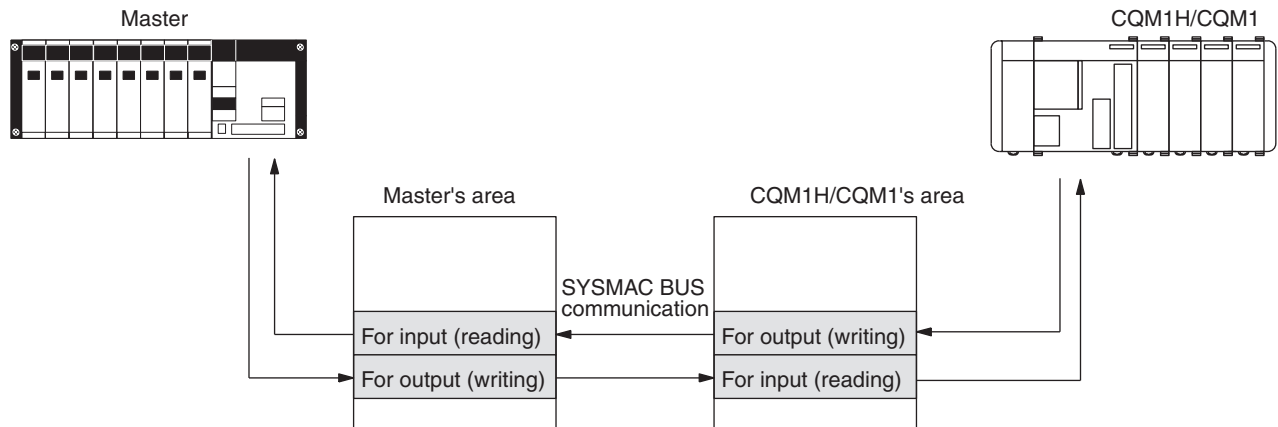 Master
CQM1H/CQM1
Master's area
CQM1H/CQM1's area
SYSMAC BUS
communication
For input (reading)
For output (writing)
For output (writing)
For input (reading)